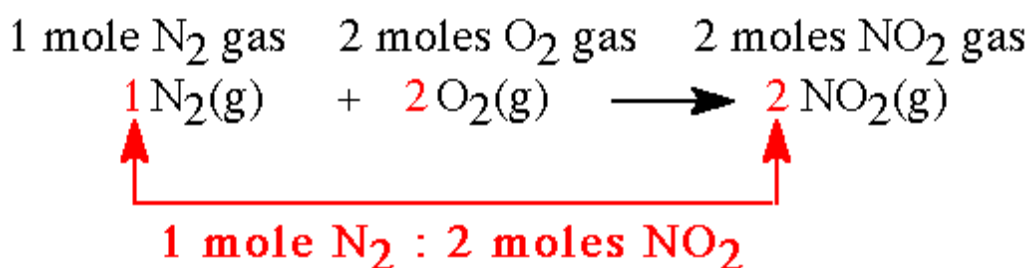 1 mole N₂ gas 2 moles O₂ gas 2 moles NO₂ gas
1 N₂(g) + 2 O₂(g) ⟶ 2 NO₂(g)
1 mole N₂ : 2 moles NO₂